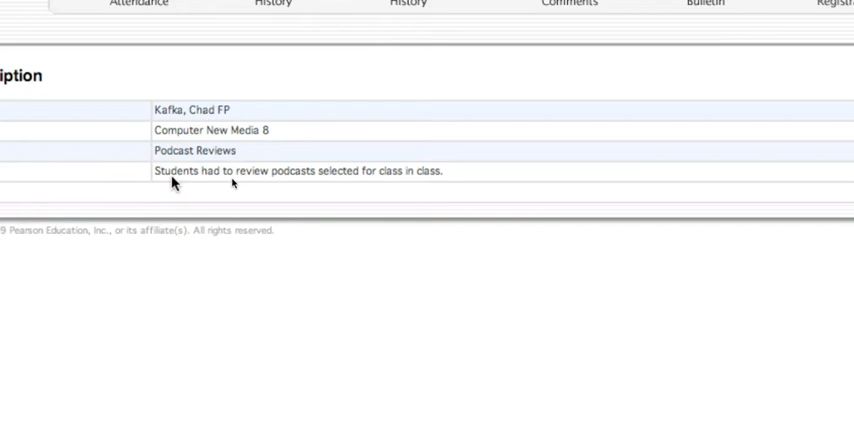 Attendance History History Comments Bulletin Registr
iption
Kafka, Chad FP
Computer New Media 8
Podcast Reviews
Students had to review podcasts selected for class in class.
9 Pearson Education, Inc., or its affiliate(s). All rights reserved.